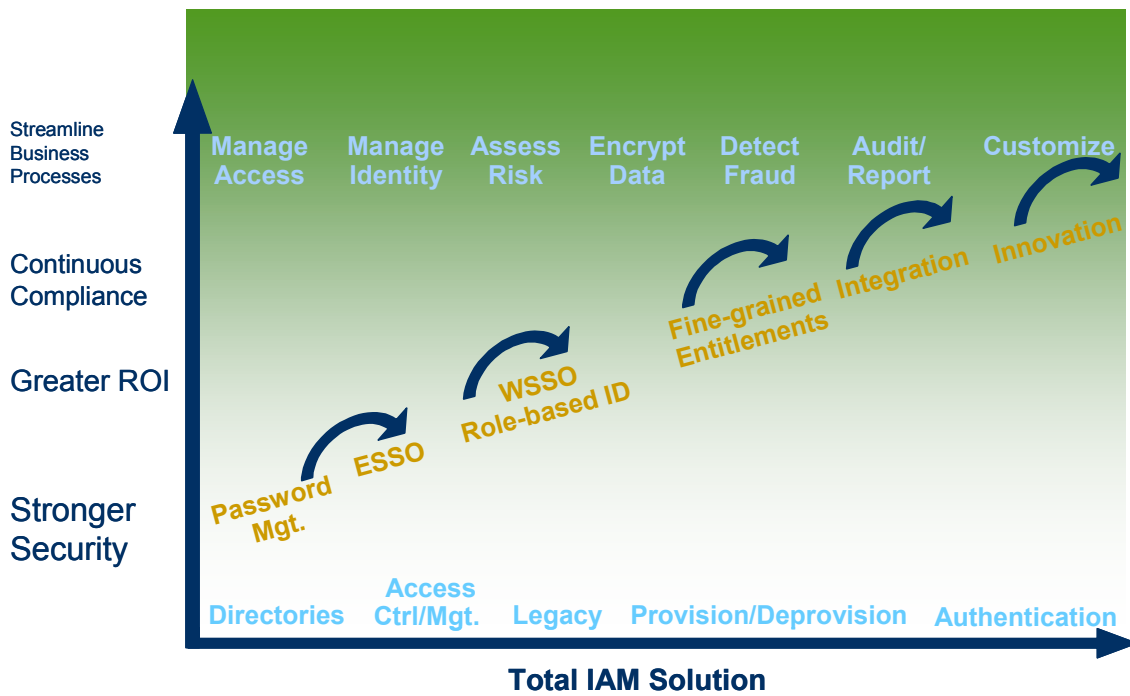 Streamline
Business
Processes
Manage
Access
Manage
Identity
Assess
Risk
Encrypt
Data
Detect
Fraud
Audit/
Report
Customize
Continuous
Compliance
Innovation
Integration
Fine-grained
Entitlements
Greater ROI
WSSO
Role-based ID
ESSO
Password
Mgt.
Stronger
Security
Directories
Access
Ctrl/Mgt.
Legacy
Provision/Deprovision
Authentication
Total IAM Solution